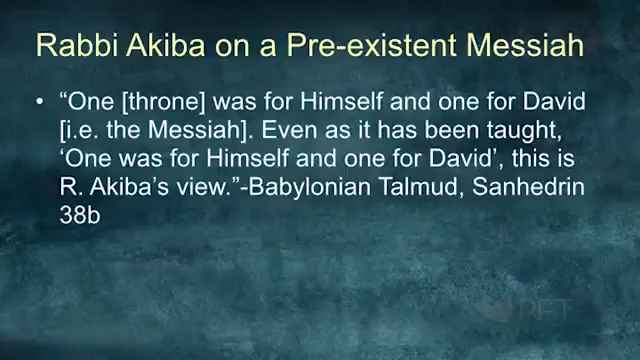 Rabbi Akiba on a Pre-existent Messiah
• “One [throne] was for Himself and one for David
[i.e. the Messiah]. Even as it has been taught,
‘One was for Himself and one for David’, this is
R. Akiba’s view.”-Babylonian Talmud, Sanhedrin
38b